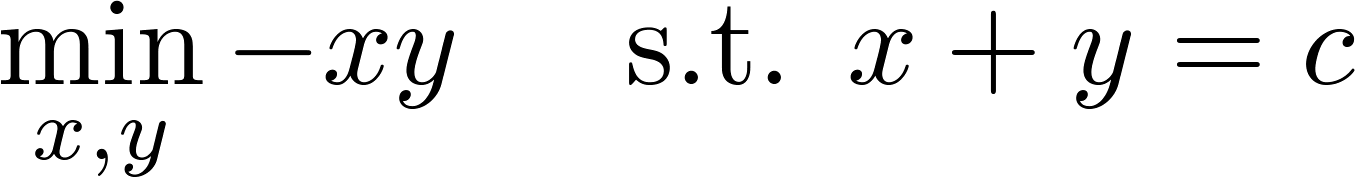 min −xy s.t. x + y = c
x,y